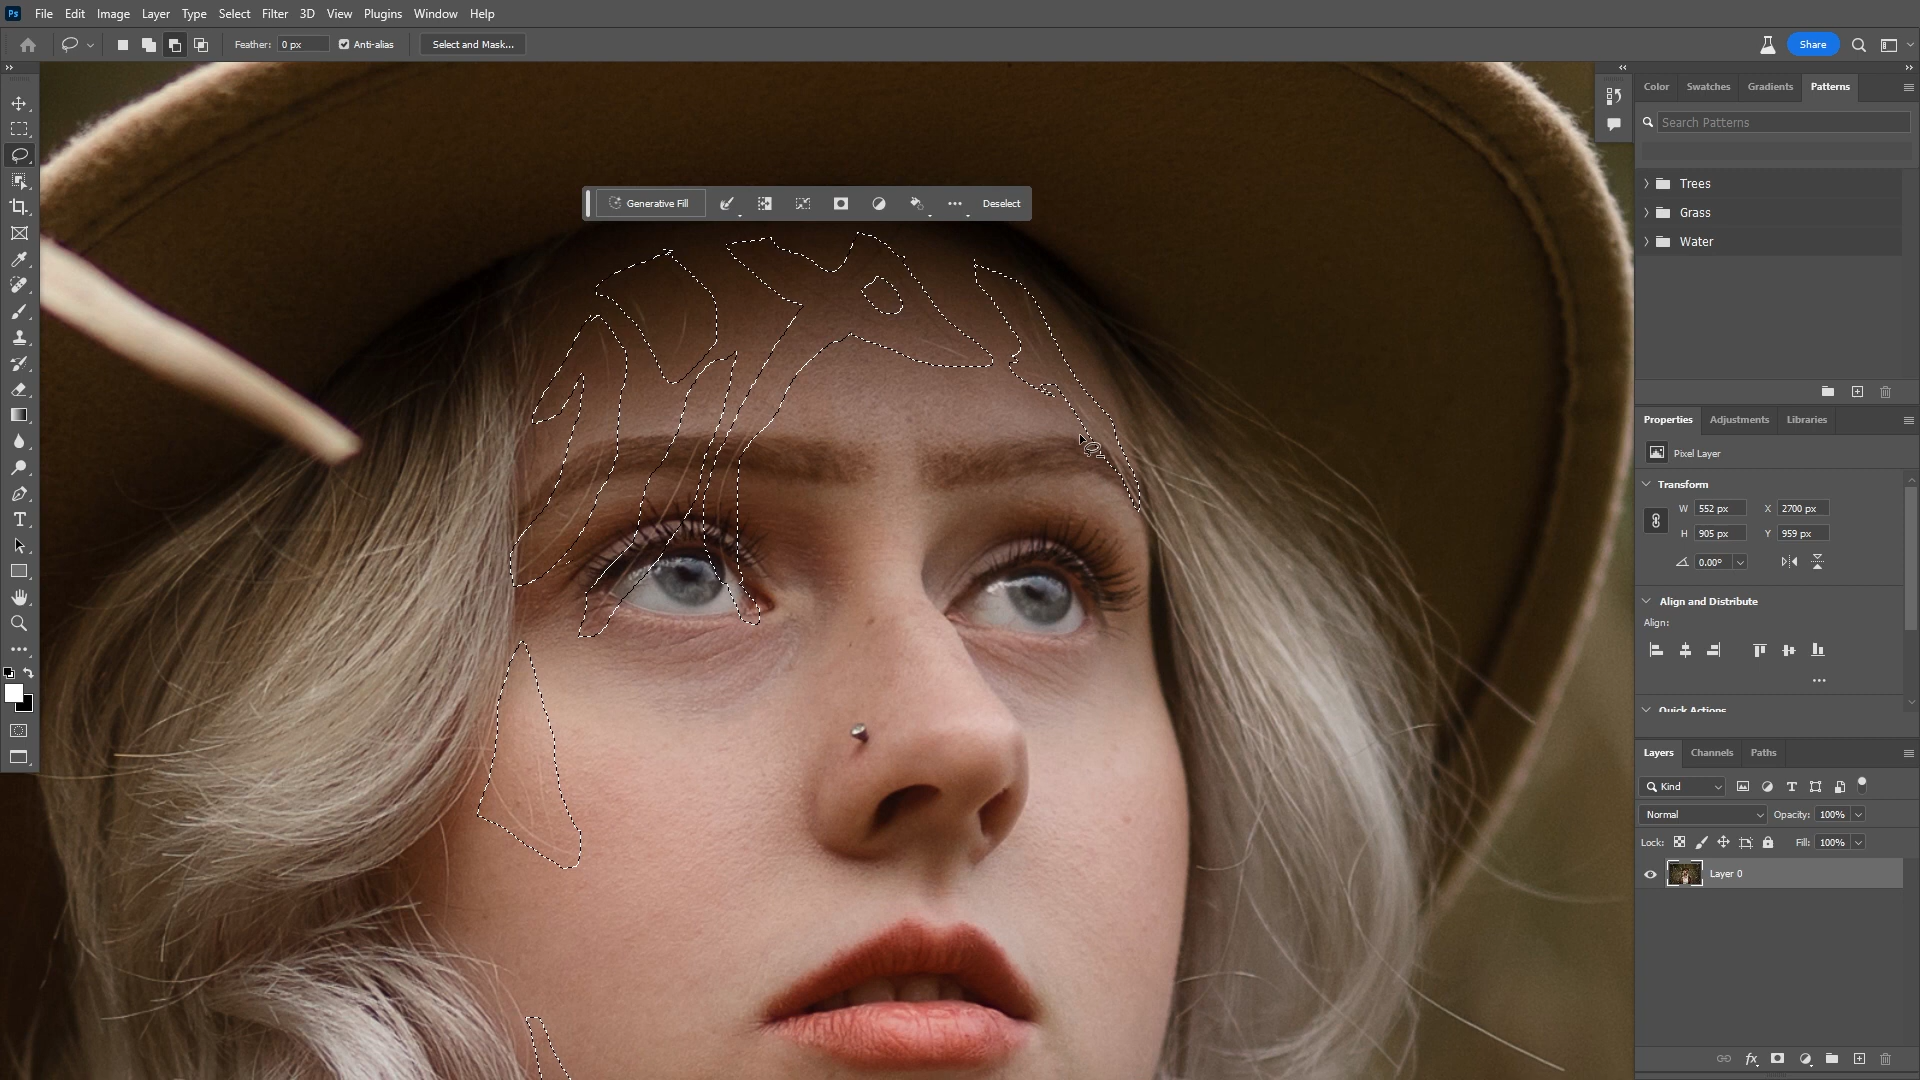 Ps File Edit Image Layer Type Select Filter 3D View Plugins Window Help
Feather: 0 px Anti-alias Select and Mask... Share
Color Swatches Gradients Patterns
Search Patterns
Trees
Grass
Water
Generative Fill Deselect
Properties Adjustments Libraries
Pixel Layer
Transform
W 552 px X 2700 px
H 905 px Y 959 px
0.00°
Align and Distribute
Align:
Quick Actions
Layers Channels Paths
Kind
Normal Opacity: 100%
Lock: Fill: 100%
Layer 0
fx